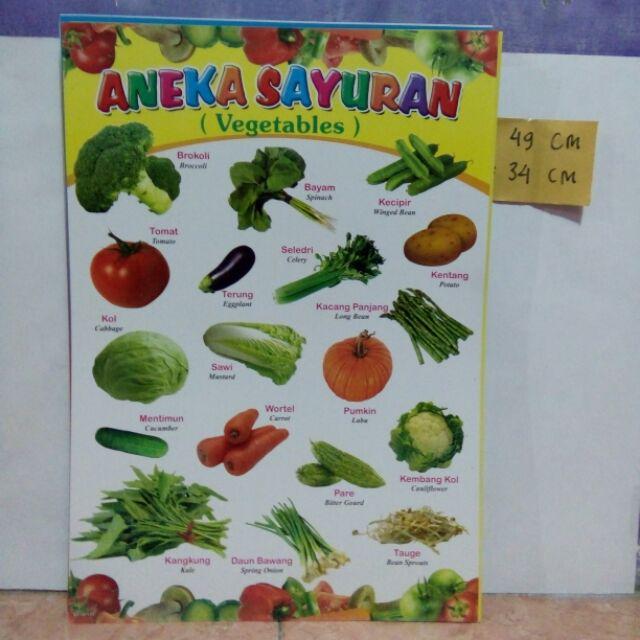 ANEKA SAYURAN
( Vegetables )
49 CM
34 CM
Brokoli
Broccoli
Bayam
Spinach
Kecipir
Winged Bean
Tomat
Tomato
Seledri
Celery
Kentang
Potato
Terung
Eggplant
Kacang Panjang
Long Bean
Kol
Cabbage
Sawi
Mustard
Pumkin
Labu
Mentimun
Cucumber
Wortel
Carrot
Kembang Kol
Cauliflower
Pare
Bitter Gourd
Kangkung
Kale
Daun Bawang
Spring Onion
Tauge
Bean Sprouts